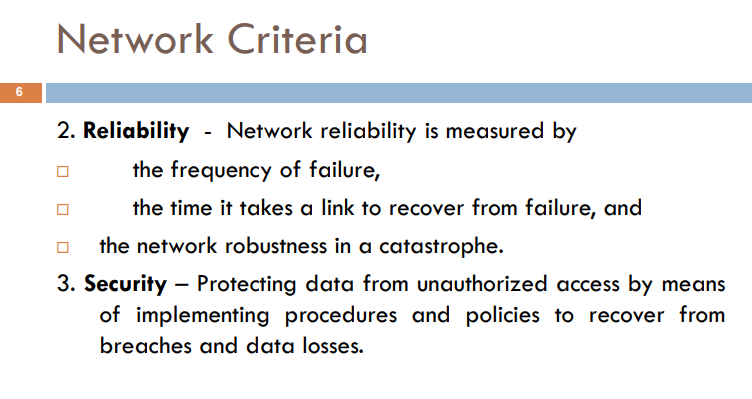 Network Criteria
6
2. Reliability - Network reliability is measured by
the frequency of failure,
the time it takes a link to recover from failure, and
the network robustness in a catastrophe.
3. Security – Protecting data from unauthorized access by means
of implementing procedures and policies to recover from
breaches and data losses.